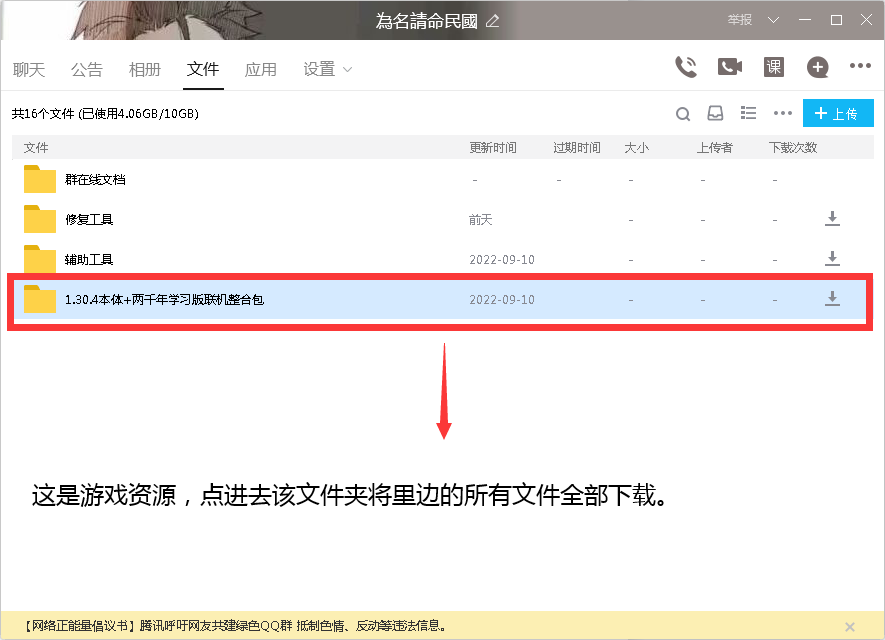 為名請命民國 举报
聊天 公告 相册 文件 应用 设置 课
共16个文件 (已使用4.06GB/10GB) + 上传
文件 更新时间 过期时间 大小 上传者 下载次数
群在线文档 - - - - -
修复工具 前天 - - -
辅助工具 2022-09-10 - - -
1.30.4本体+两千年学习版联机整合包 2022-09-10 - - -
这是游戏资源，点进去该文件夹将里边的所有文件全部下载。
【网络正能量倡议书】腾讯呼吁网友共建绿色QQ群 抵制色情、反动等违法信息。